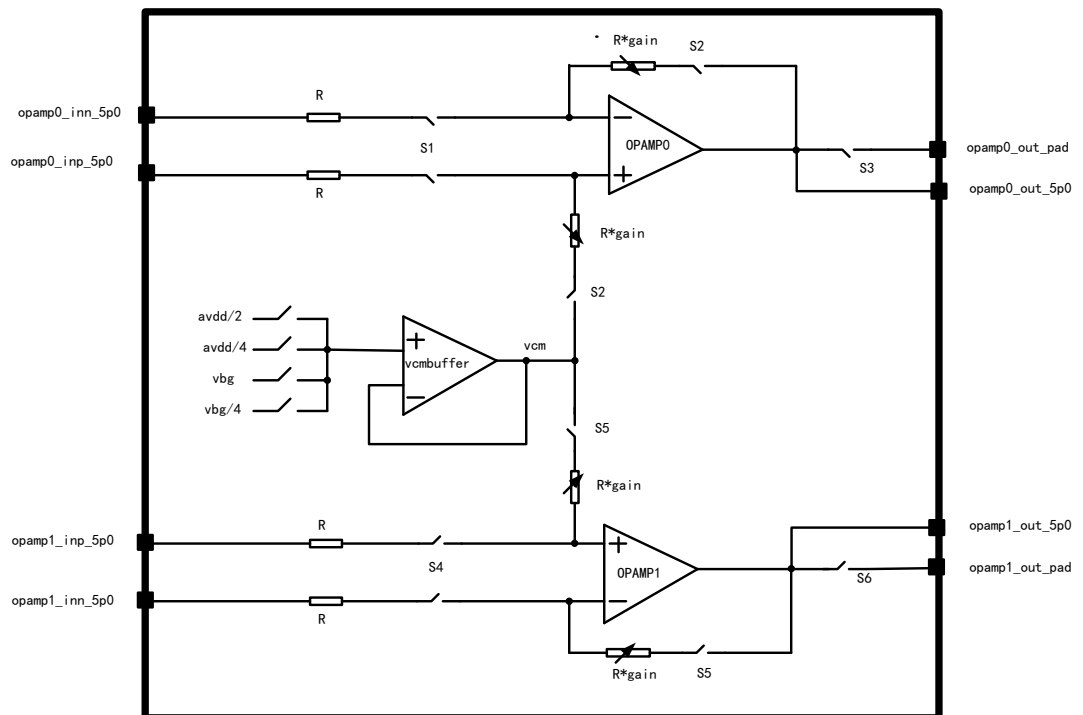 R*gain
S2
opamp0_inn_5p0
R
S1
OPAMP0
opamp0_out_pad
opamp0_inp_5p0
S3
R
opamp0_out_5p0
R*gain
S2
avdd/2
avdd/4
vcm
vcmbuffer
vbg
vbg/4
S5
R*gain
opamp1_inp_5p0
R
opamp1_out_5p0
S4
OPAMP1
opamp1_out_pad
S6
opamp1_inn_5p0
R
R*gain
S5